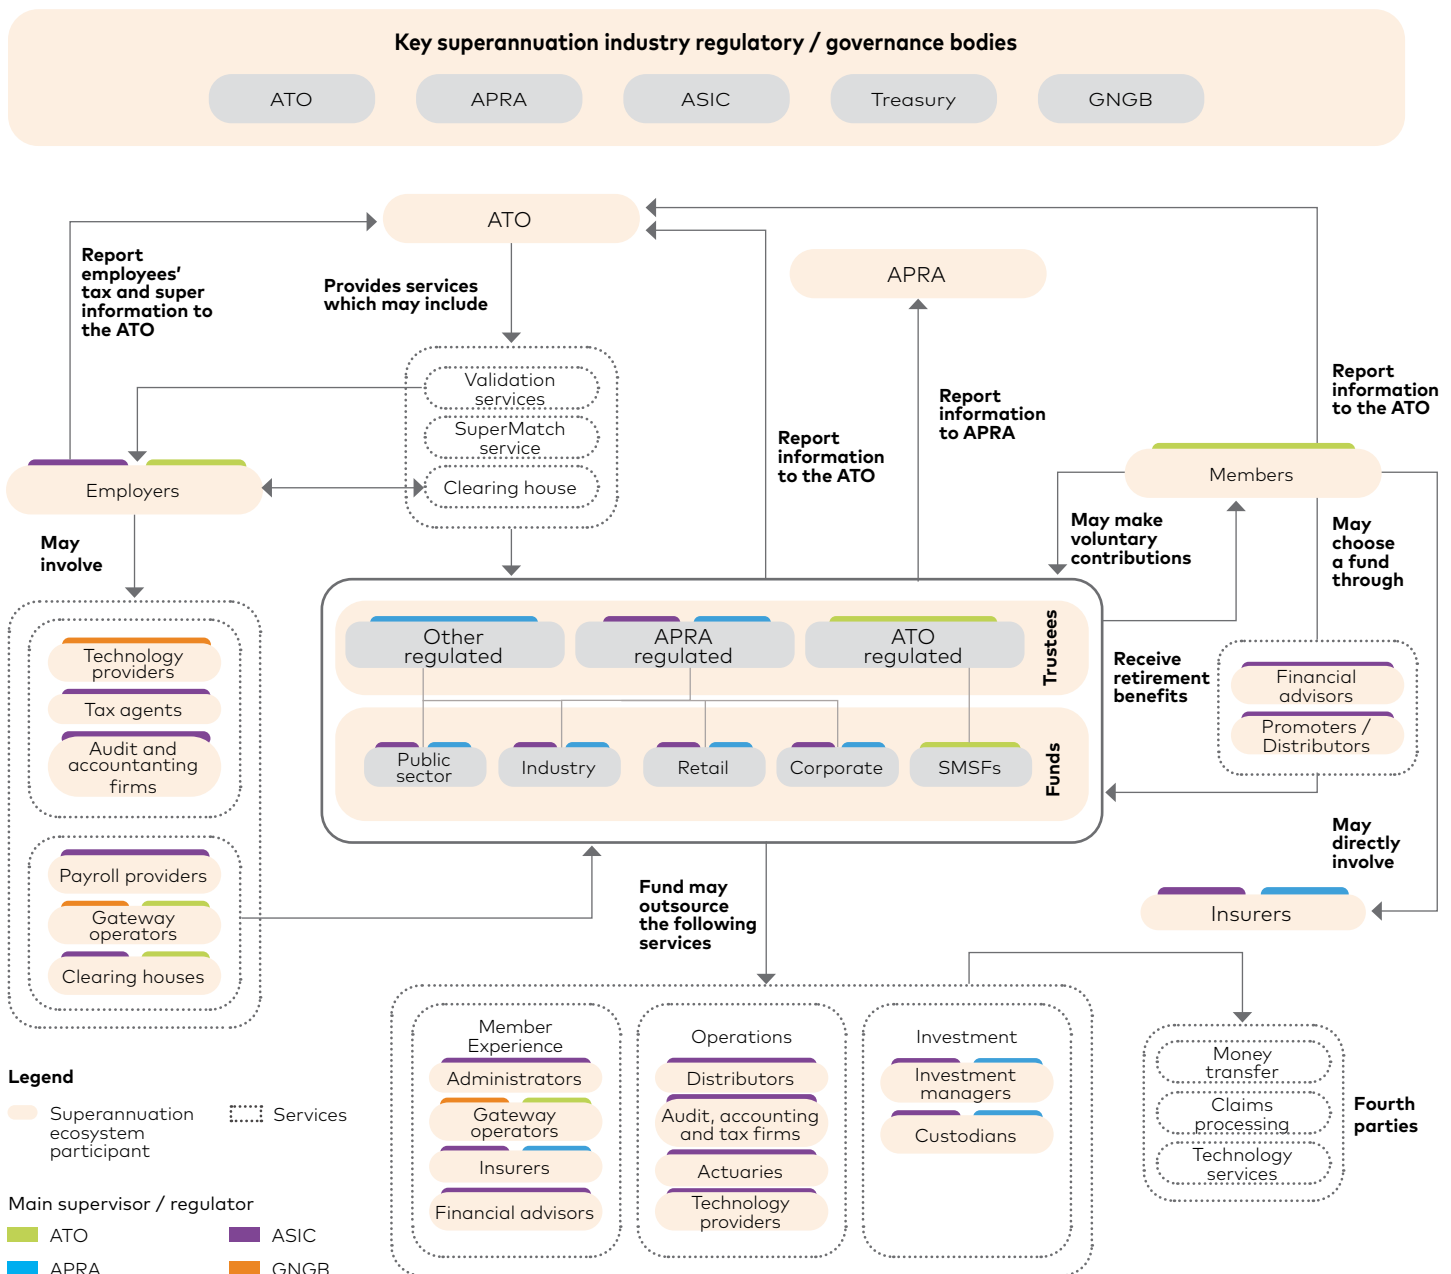 Key superannuation industry regulatory / governance bodies
ATO
APRA
ASIC
Treasury
GNGB
ATO
APRA
Report
employees’
tax and super
information to
the ATO
Provides services
which may include
Validation
services
SuperMatch
service
Clearing house
Report
information
to the ATO
Report
information
to APRA
Report
information
to the ATO
Employers
Members
May
involve
May make
voluntary
contributions
May
choose
a fund
through
Technology
providers
Tax agents
Audit and
accountanting
firms
Payroll providers
Gateway
operators
Clearing houses
Other
regulated
APRA
regulated
ATO
regulated
Trustees
Public
sector
Industry
Retail
Corporate
SMSFs
Funds
Receive
retirement
benefits
Financial
advisors
Promoters /
Distributors
May
directly
involve
Insurers
Fund may
outsource
the following
services
Member
Experience
Administrators
Gateway
operators
Insurers
Financial advisors
Operations
Distributors
Audit, accounting
and tax firms
Actuaries
Technology
providers
Investment
Investment
managers
Custodians
Money
transfer
Claims
processing
Technology
services
Fourth
parties
Legend
Superannuation
ecosystem
participant
Services
Main supervisor / regulator
ATO
ASIC
APRA
GNGB